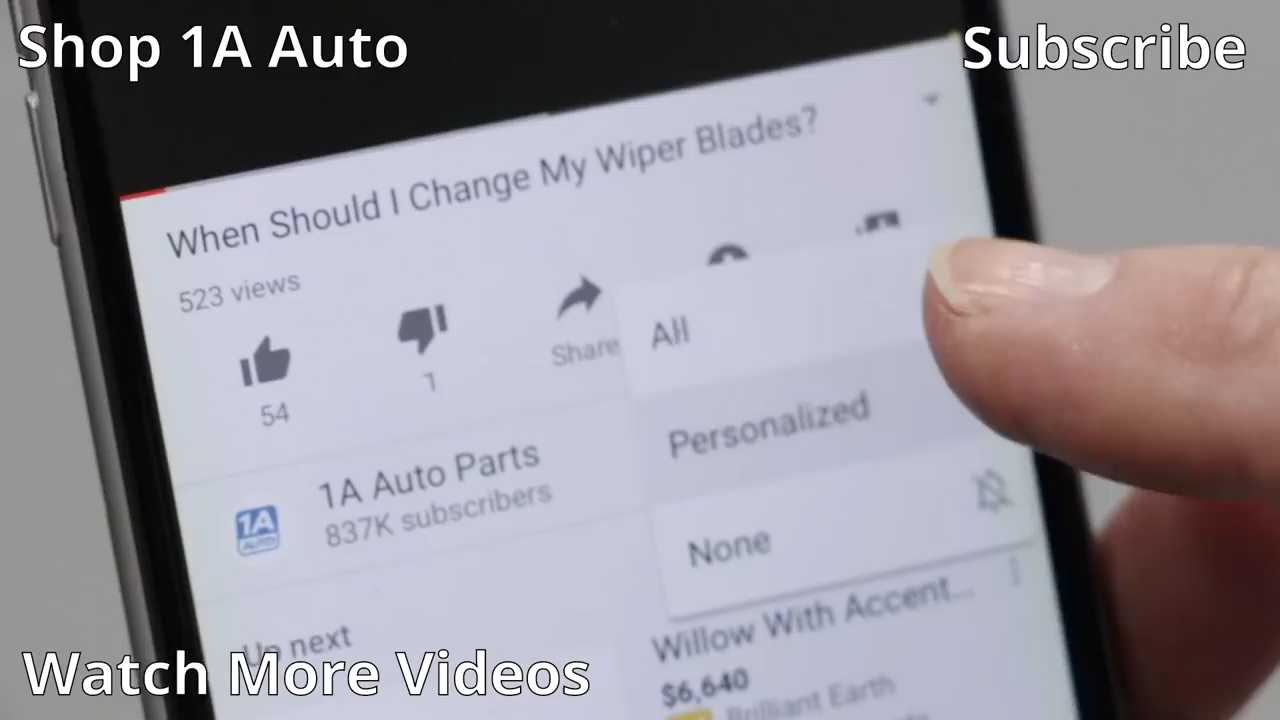 Shop 1A Auto
Subscribe
When Should I Change My Wiper Blades?
523 views
54
1
Share
All
Personalized
None
1A Auto Parts
837K subscribers
1A
AUTO
Up next
Willow With Accent...
$6,640
Brilliant Earth
Watch More Videos